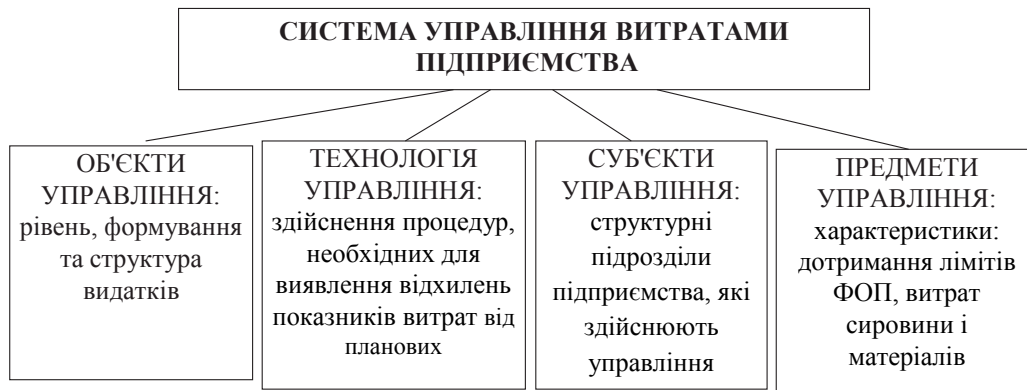 СИСТЕМА УПРАВЛІННЯ ВИТРАТАМИ
ПІДПРИЄМСТВА
ОБ'ЄКТИ
УПРАВЛІННЯ:
рівень, формування
та структура
видатків
ТЕХНОЛОГІЯ
УПРАВЛІННЯ:
здійснення процедур,
необхідних для
виявлення відхилень
показників витрат від
планових
СУБ'ЄКТИ
УПРАВЛІННЯ:
структурні
підрозділи
підприємства, які
здійснюють
управління
ПРЕДМЕТИ
УПРАВЛІННЯ:
характеристики:
дотримання лімітів
ФОП, витрат
сировини і
матеріалів